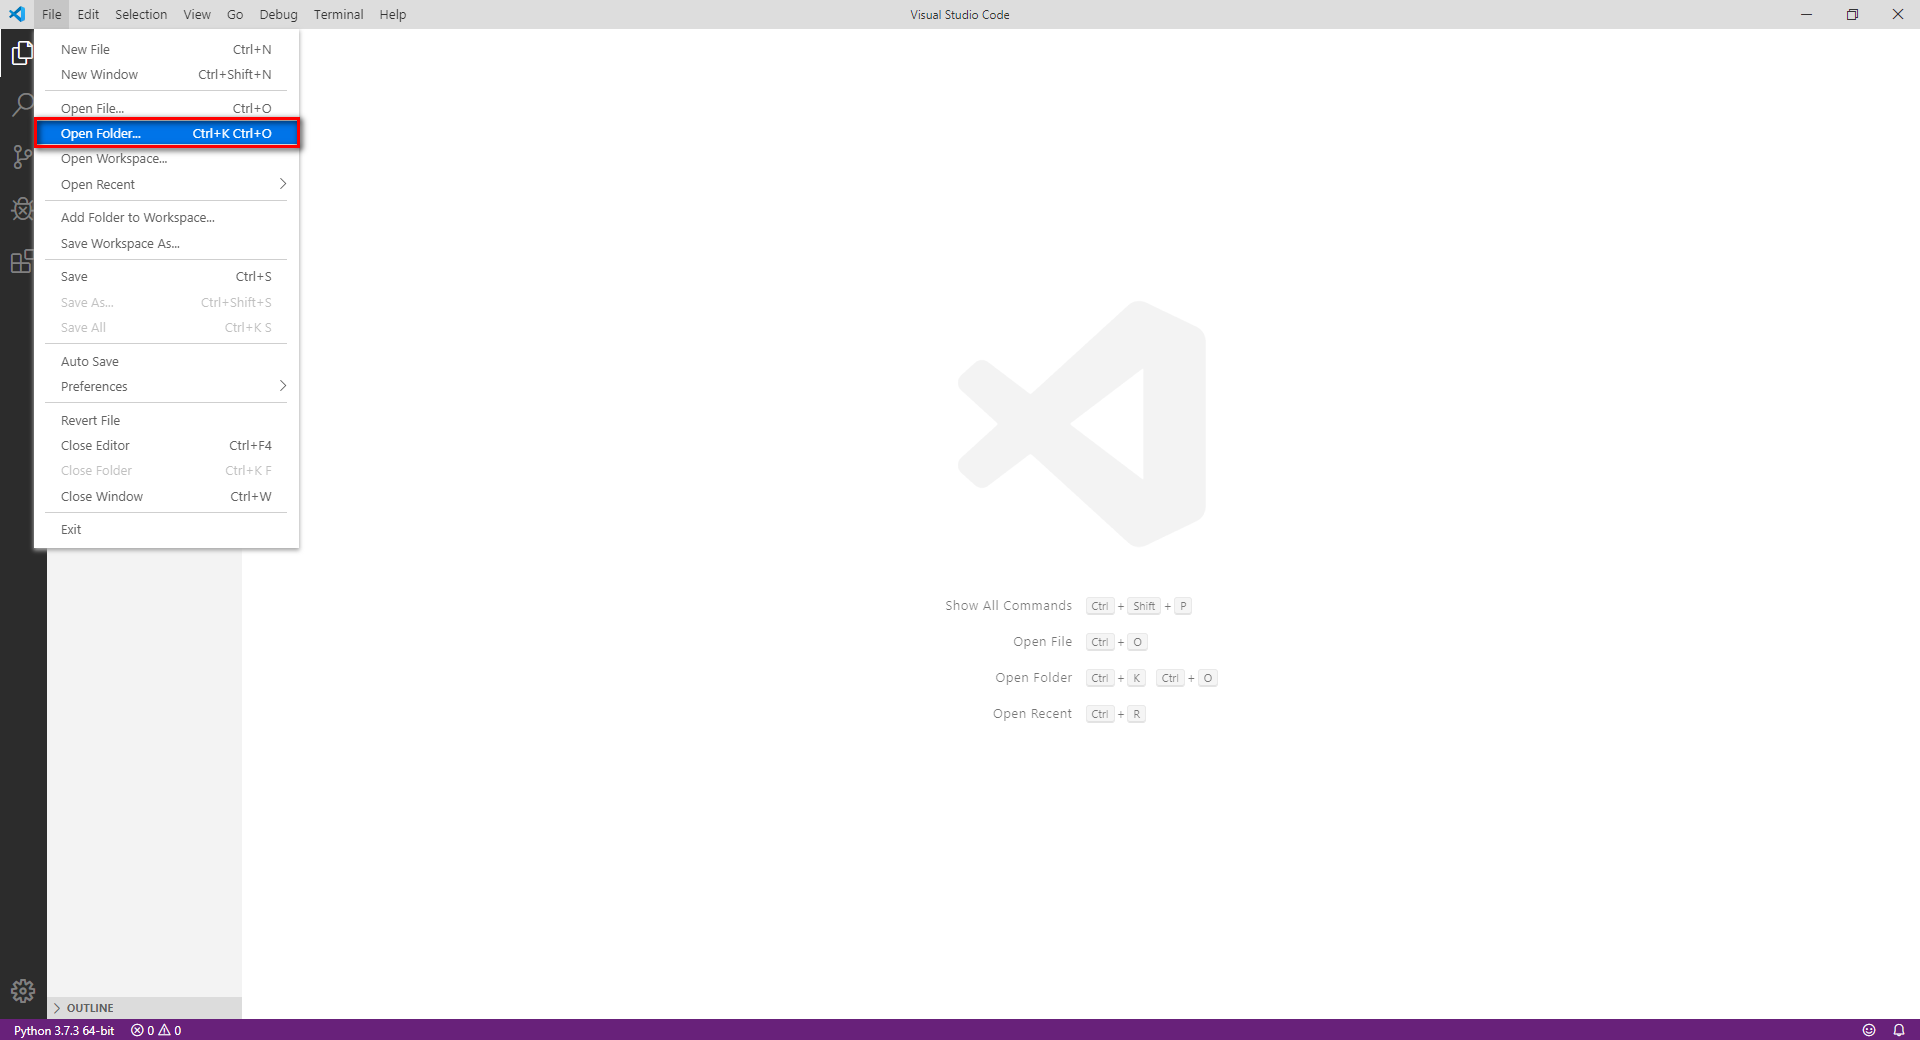 File Edit Selection View Go Debug Terminal Help Visual Studio Code
New File Ctrl+N
New Window Ctrl+Shift+N
Open File... Ctrl+O
Open Folder... Ctrl+K Ctrl+O
Open Workspace...
Open Recent
Add Folder to Workspace...
Save Workspace As...
Save Ctrl+S
Save As... Ctrl+Shift+S
Save All Ctrl+K S
Auto Save
Preferences
Revert File
Close Editor Ctrl+F4
Close Folder Ctrl+K F
Close Window Ctrl+W
Exit
Show All Commands Ctrl + Shift + P
Open File Ctrl + O
Open Folder Ctrl + K Ctrl + O
Open Recent Ctrl + R
OUTLINE
Python 3.7.3 64-bit 0 0